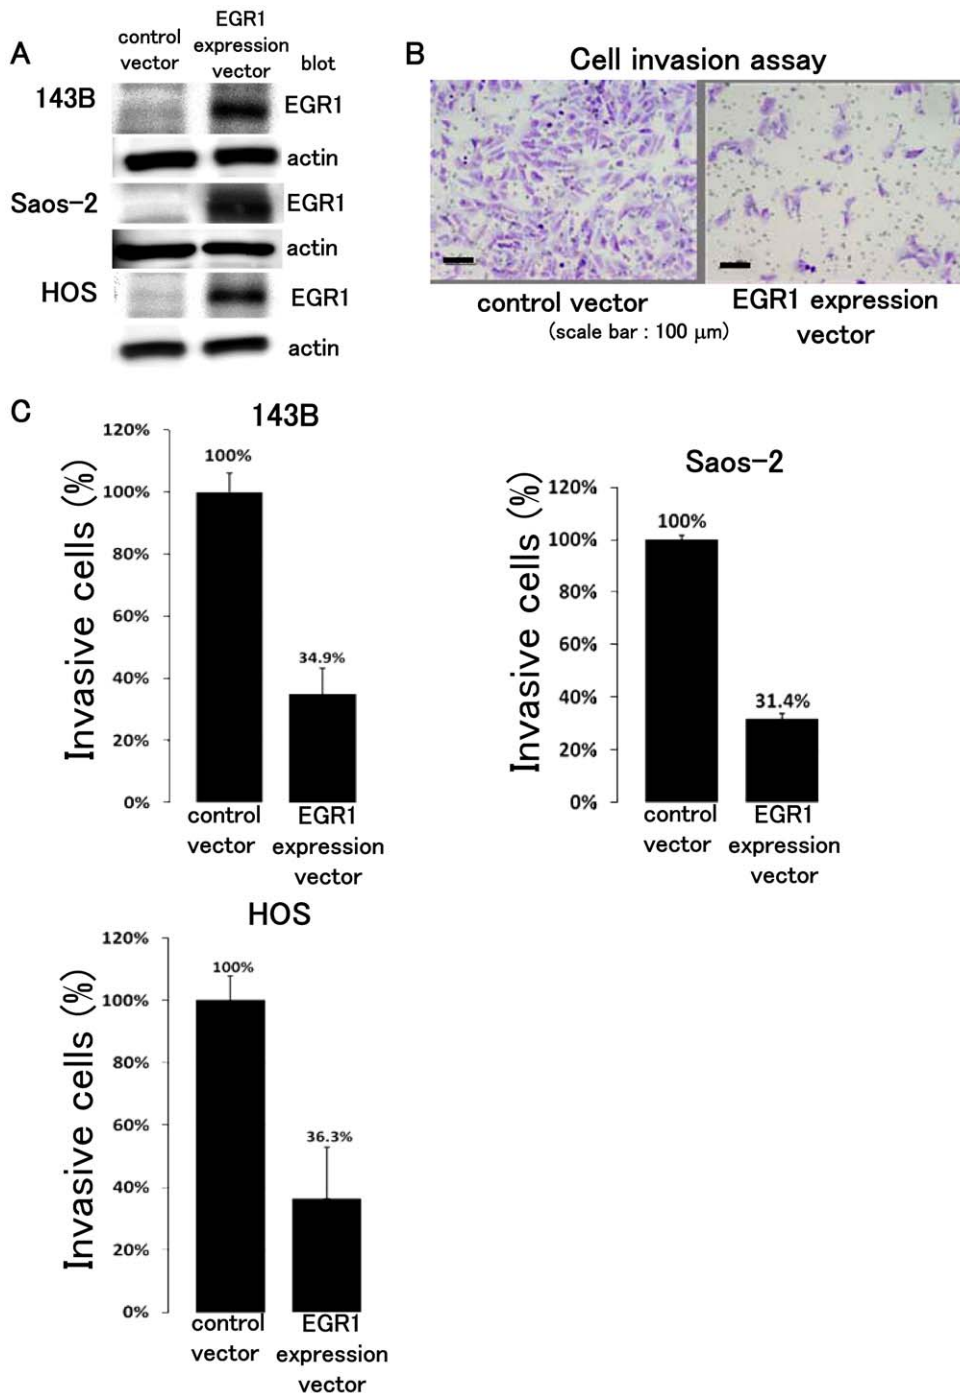 A
control
vector
EGR1
expression
vector
blot
143B
EGR1
actin
Saos-2
EGR1
actin
HOS
EGR1
actin
B
Cell invasion assay
control vector
(scale bar : 100 μm)
EGR1 expression
vector
C
143B
Invasive cells (%)
120%
100%
80%
60%
40%
20%
0%
100%
34.9%
control
vector
EGR1
expression
vector
Saos-2
Invasive cells (%)
120%
100%
80%
60%
40%
20%
0%
100%
31.4%
control
vector
EGR1
expression
vector
HOS
Invasive cells (%)
120%
100%
80%
60%
40%
20%
0%
100%
36.3%
control
vector
EGR1
expression
vector